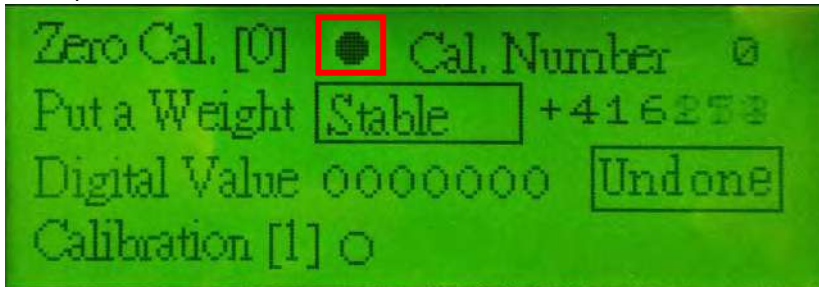 Zero Cal. [0] ● Cal. Number 0
Put a Weight Stable +416
Digital Value 0000000 Undone
Calibration [1] ○